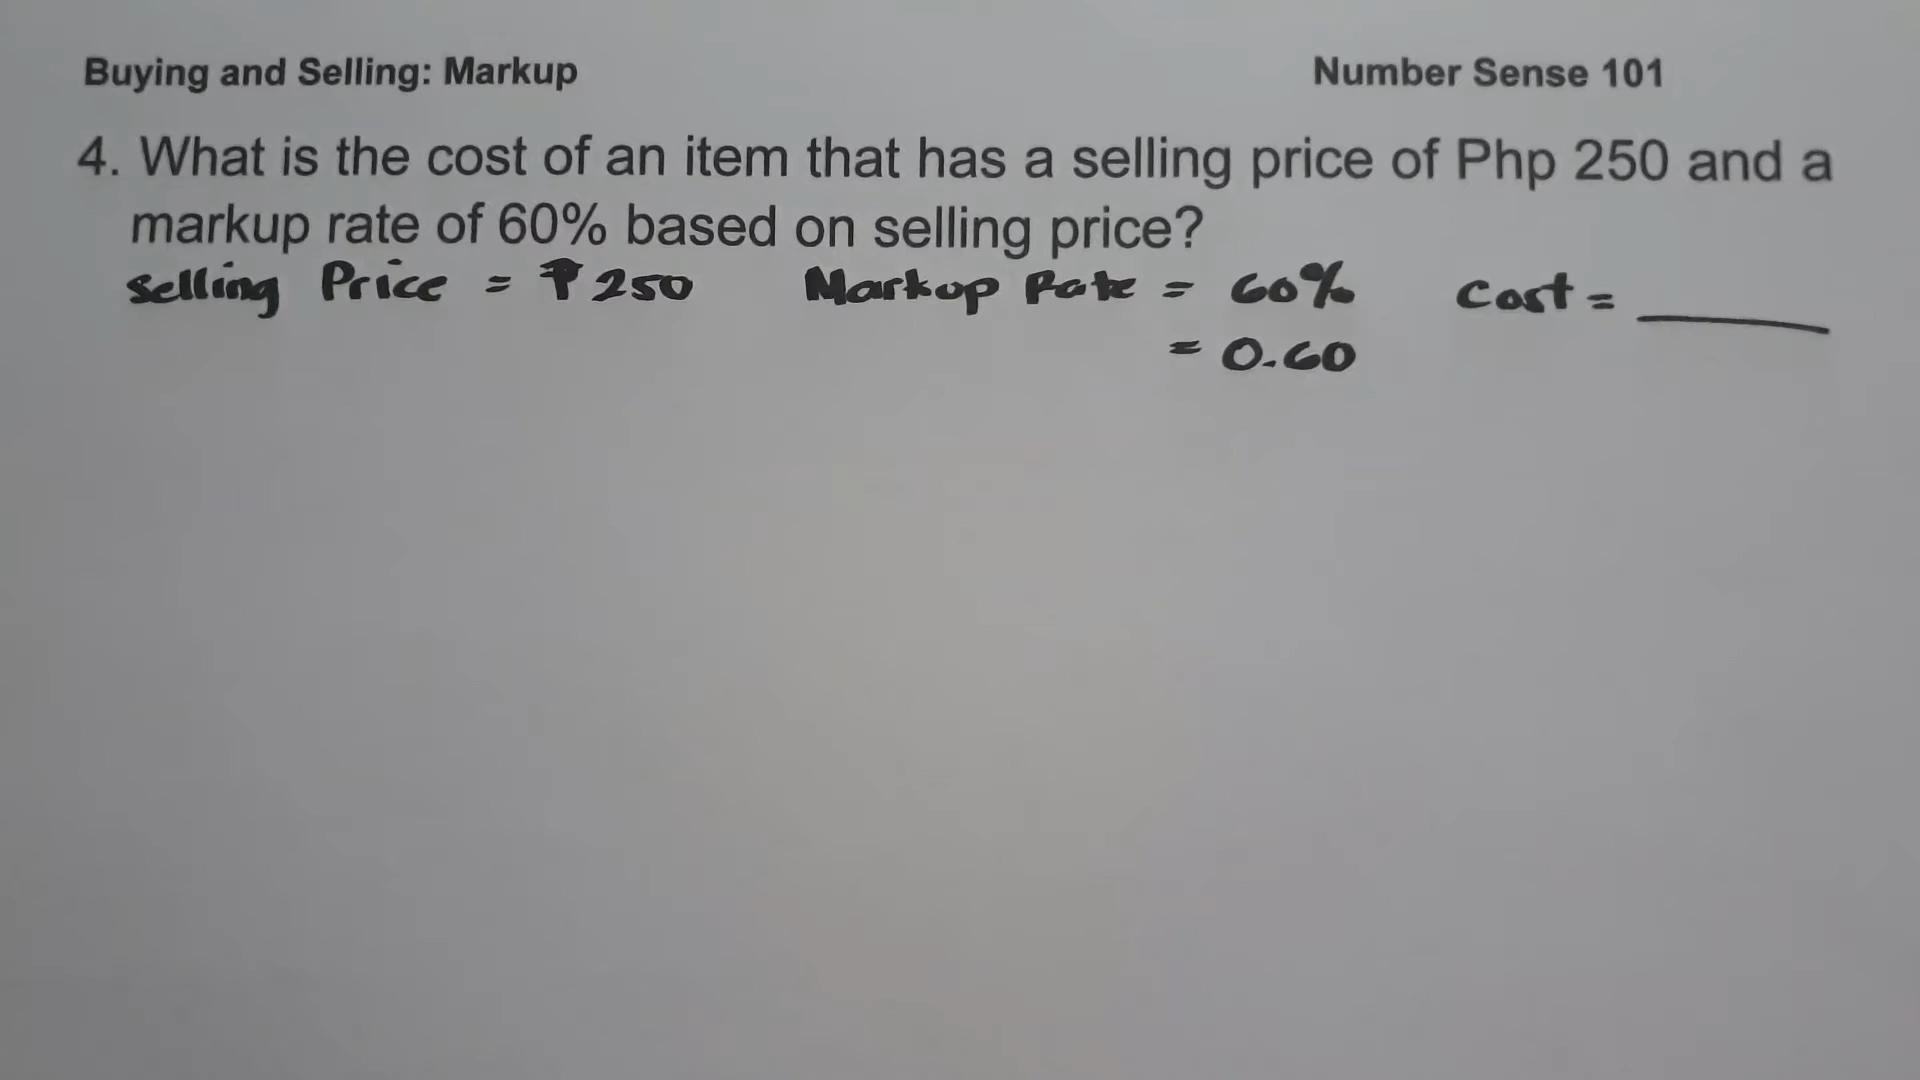 Buying and Selling: Markup Number Sense 101
4. What is the cost of an item that has a selling price of Php 250 and a
markup rate of 60% based on selling price?
Selling Price = ₱250 Markup Rate = 60% Cost = ______
= 0.60